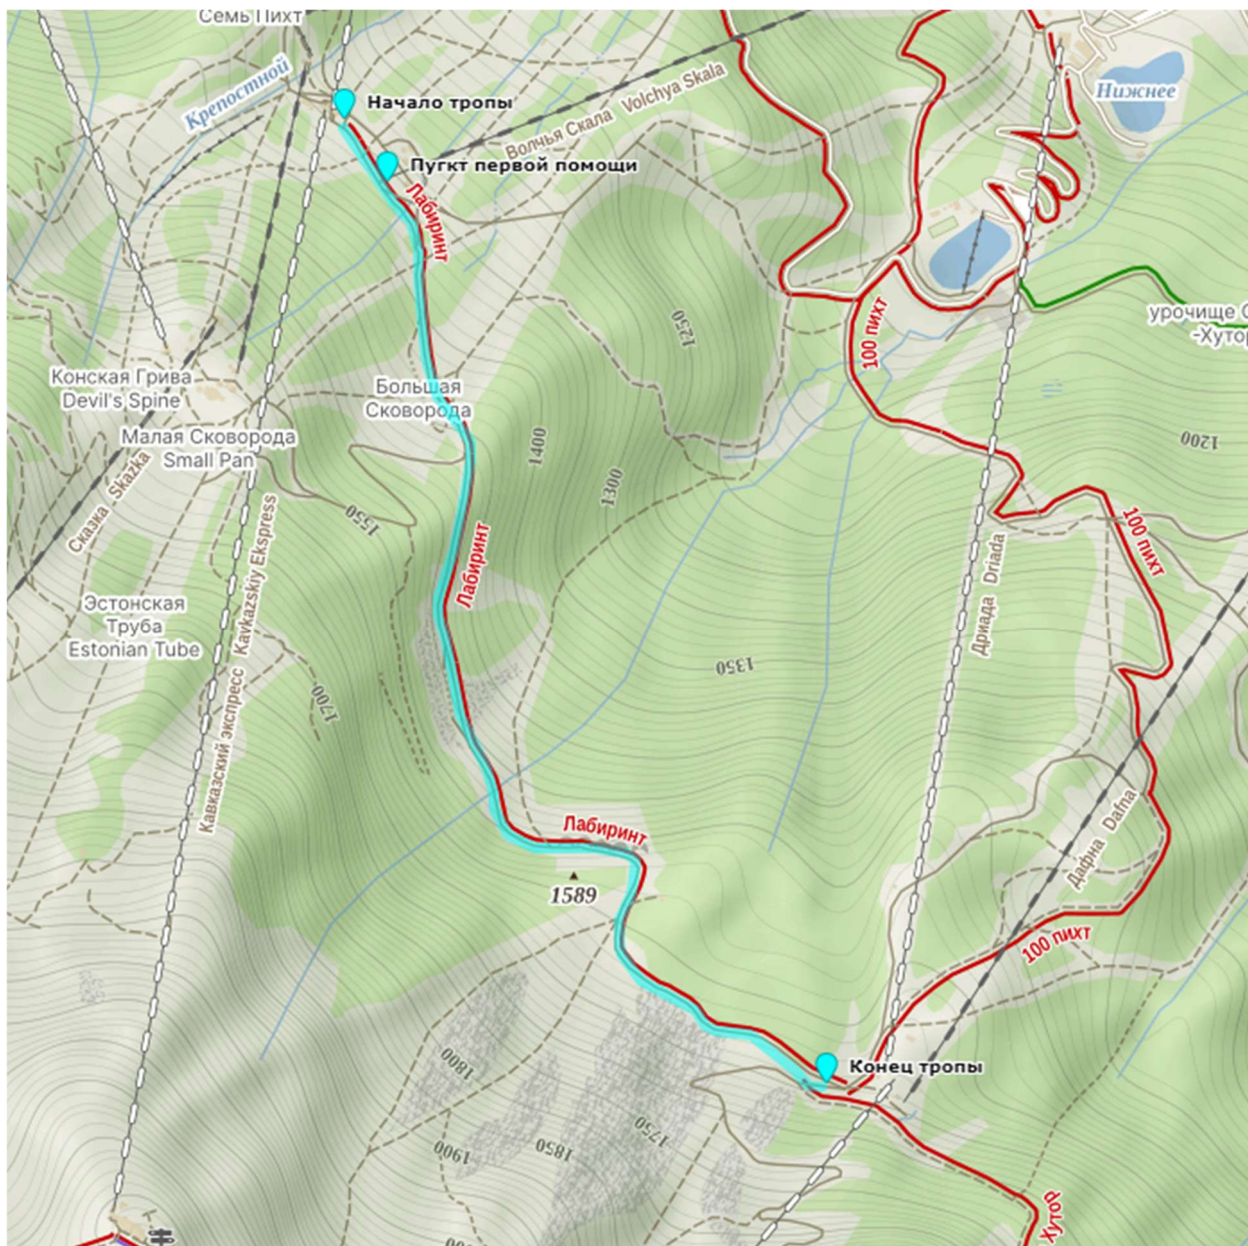 Семь Пихт
Крепостной
Начало тропы
Волчья Скала Volchya Skala
Нижнее
Пугкт первой помощи
Лабиринт
100 пихт
1250
урочище
-Хутор
Конская Грива
Devil's Spine
Большая
Сковорода
Малая Сковорода
Small Pan
1400
1200
1300
Сказка Skazka
1550
100 пихт
Лабиринт
Кавказский экспресс Kavkazskiy Ekspress
Дриада Driada
Эстонская
Труба
Estonian Tube
1350
1700
Дафна Dafna
Лабиринт
1589
100 пихт
1800
Конец тропы
1750
1850
1900
Хутор